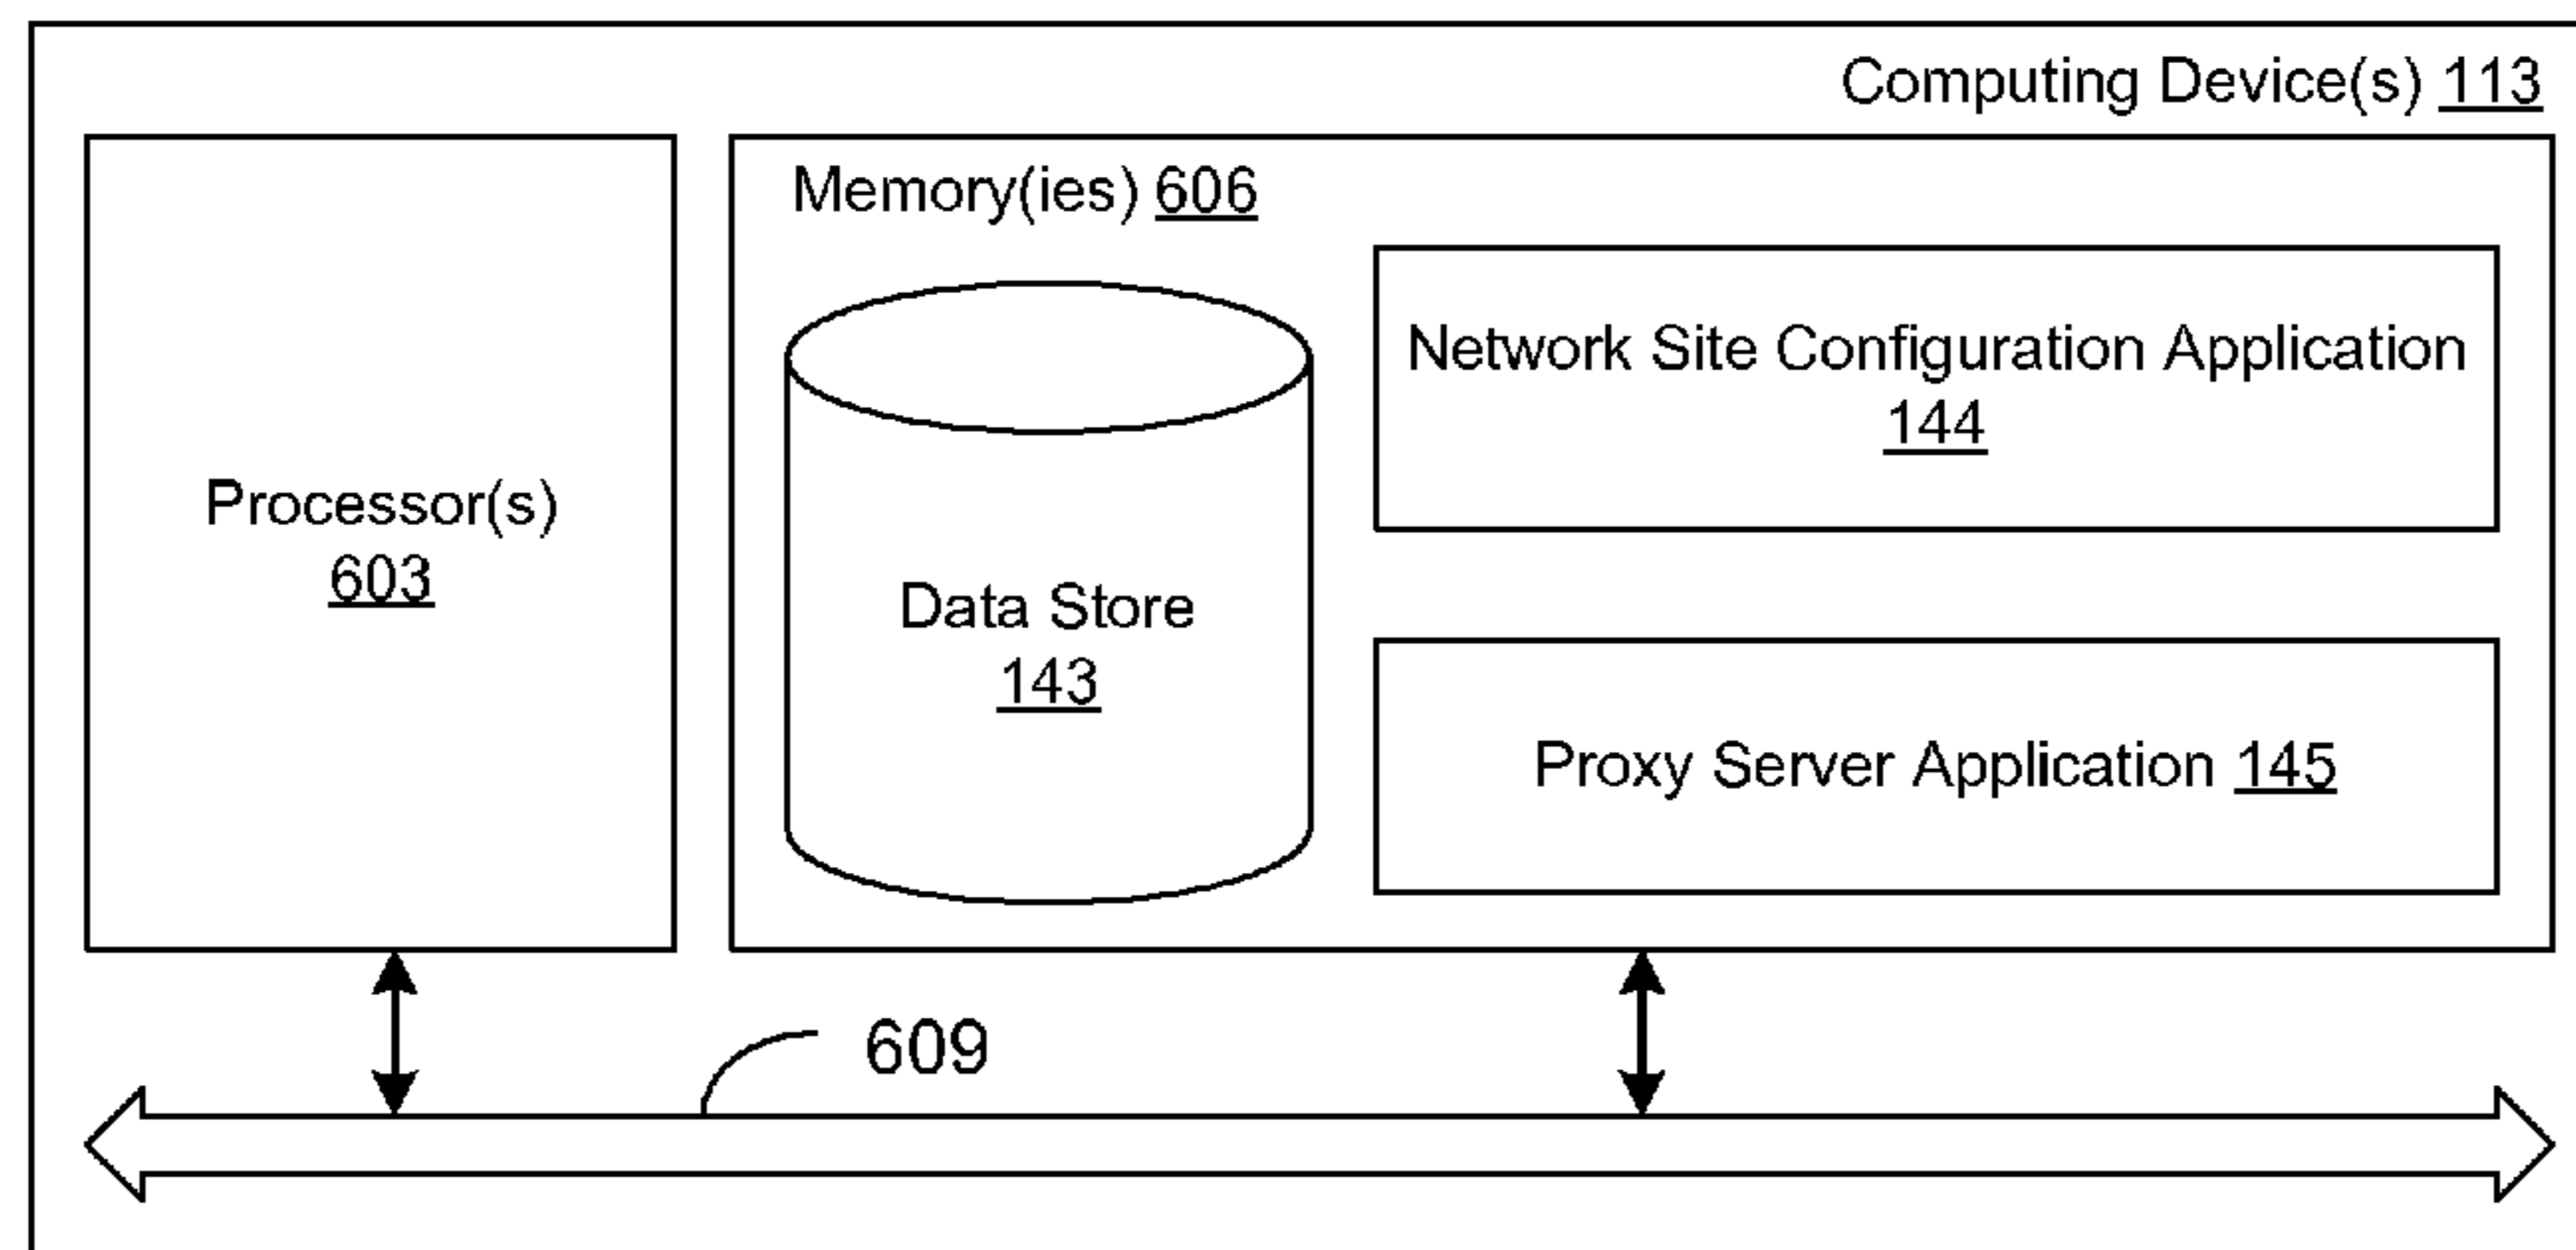 Computing Device(s) 113
Memory(ies) 606
Network Site Configuration Application
144
Processor(s)
603
Data Store
143
Proxy Server Application 145
609